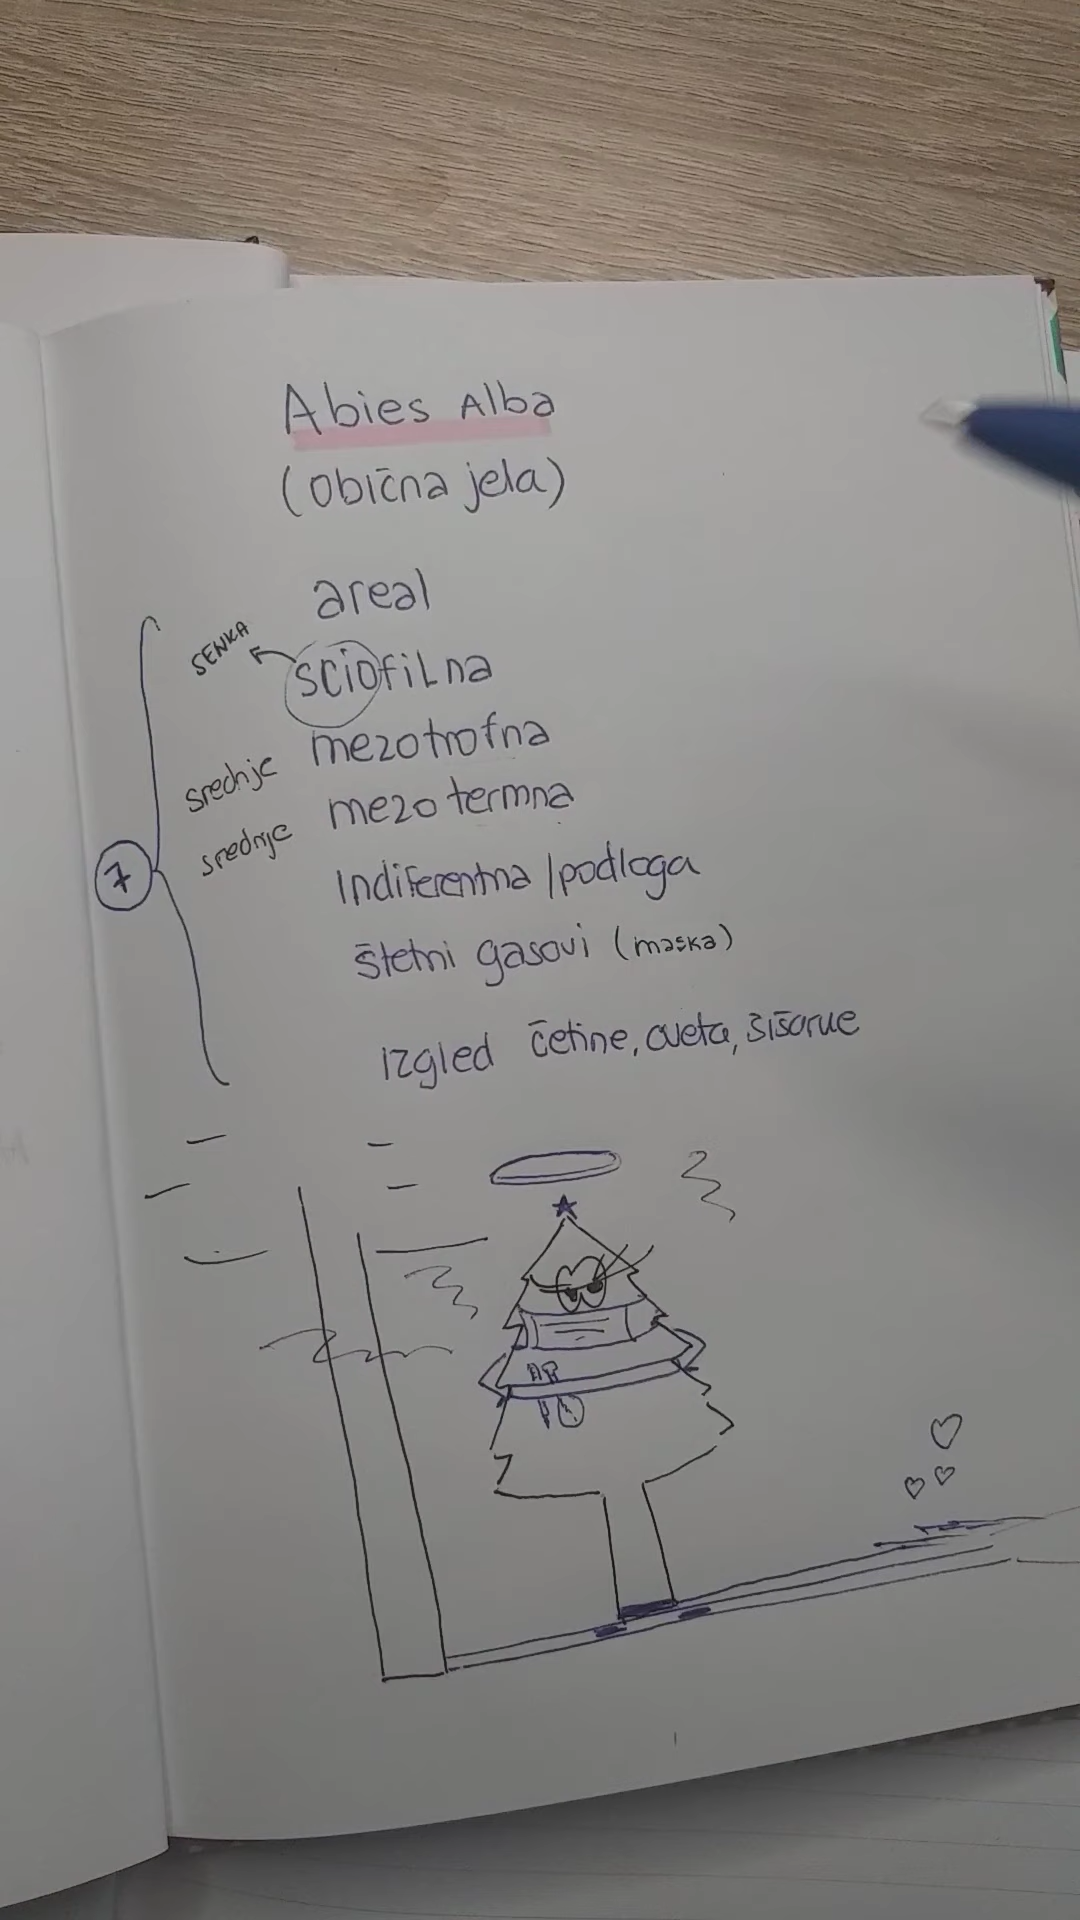 Abies Alba
(obična jela)
areal
SENKA
sciofilna
mezotrofna
srednje
mezo termna
srednje
7
Indiferentna /podloga
štetni gasovi (maska)
izgled četine, cveta, šišarue